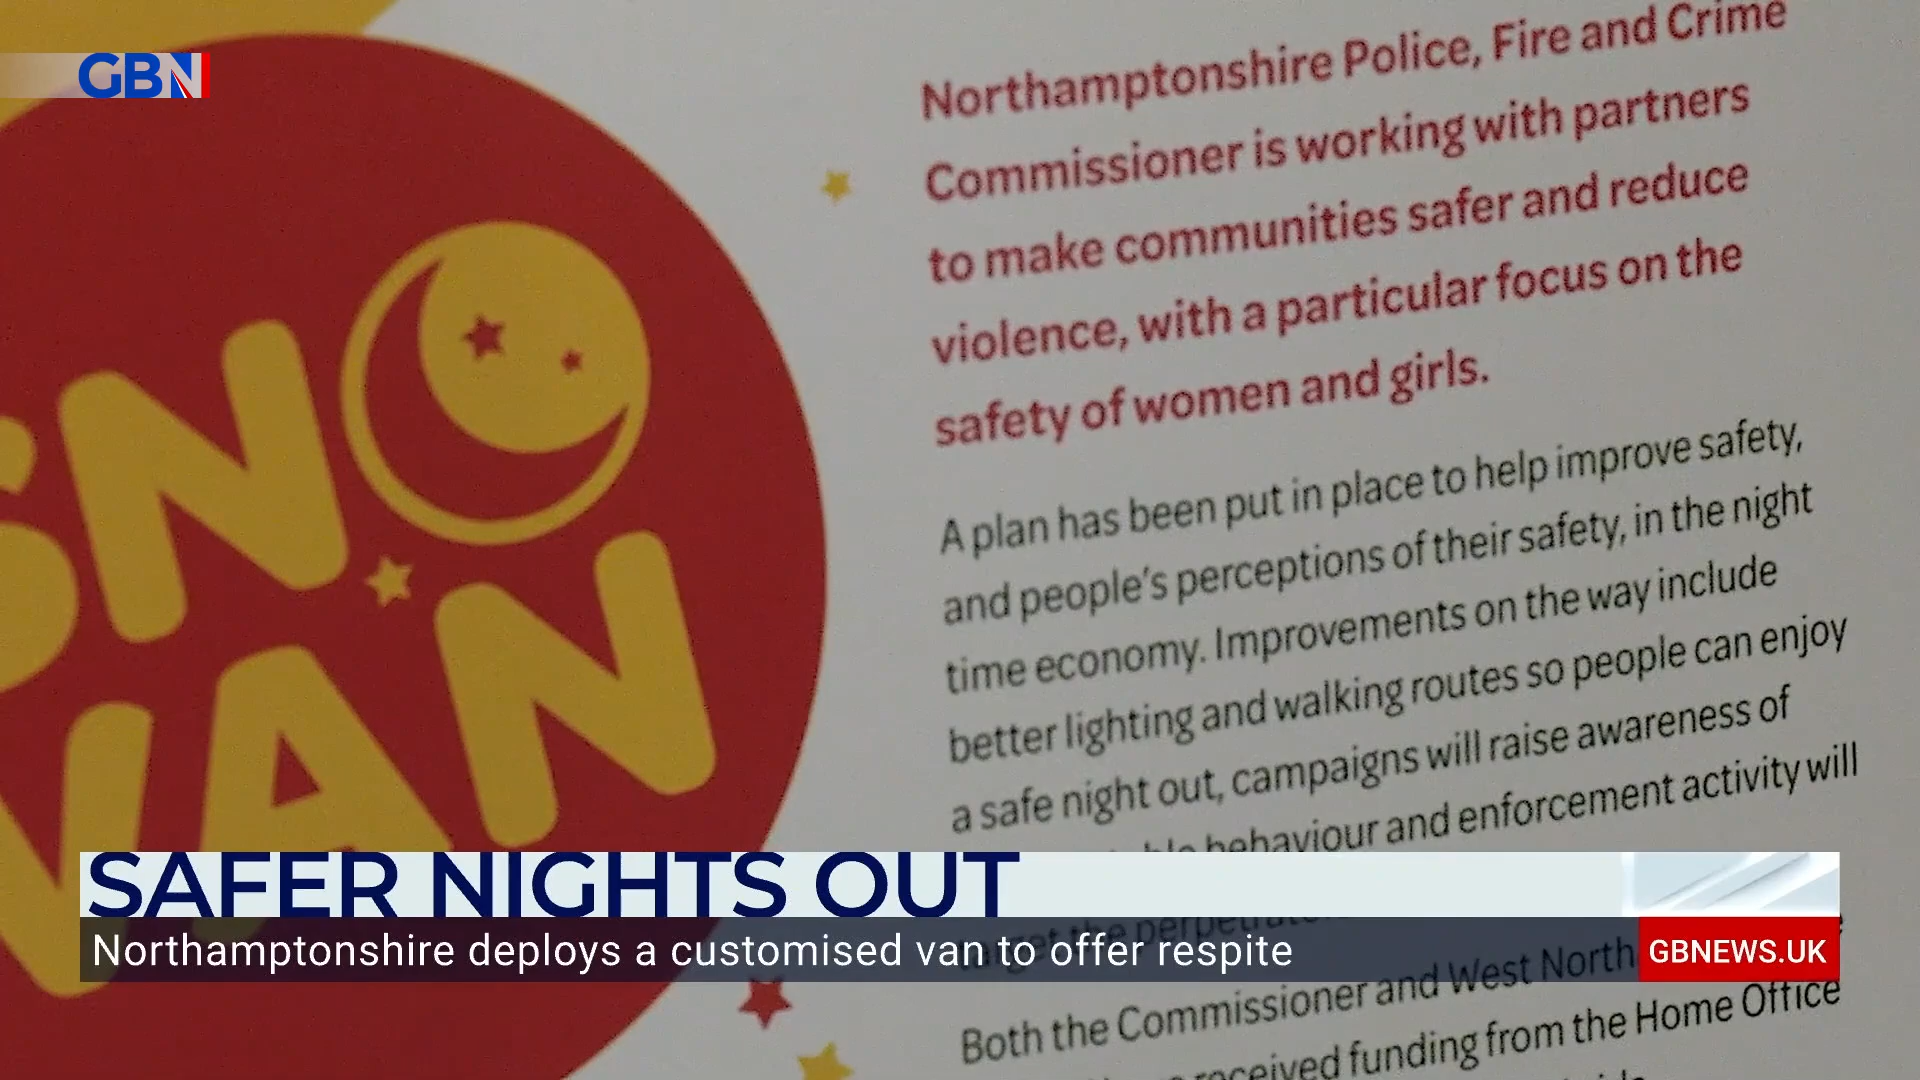 GBN
SNO
VAN
Northamptonshire Police, Fire and Crime
Commissioner is working with partners
to make communities safer and reduce
violence, with a particular focus on the
safety of women and girls.
A plan has been put in place to help improve safety,
and people's perceptions of their safety, in the night
time economy. Improvements on the way include
better lighting and walking routes so people can enjoy
a safe night out, campaigns will raise awareness of
behaviour and enforcement activity will
target the
Both the Commissioner and West
received funding from the Home Office
SAFER NIGHTS OUT
Northamptonshire deploys a customised van to offer respite
GBNEWS.UK